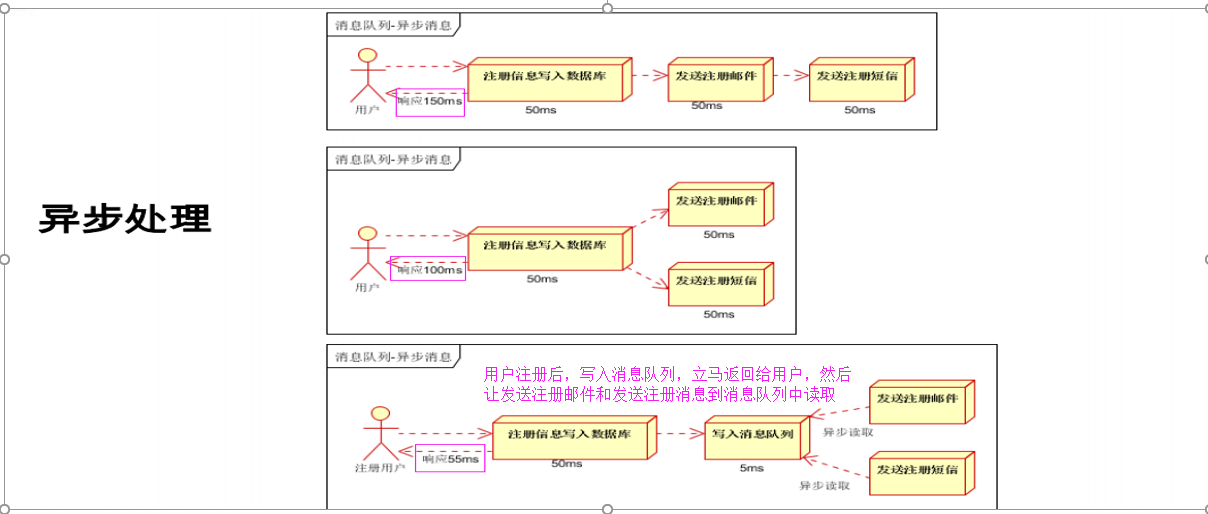 异步处理
消息队列-异步消息
注册信息写入数据库
发送注册邮件
发送注册短信
响应150ms
用户
50ms
50ms
50ms
消息队列-异步消息
发送注册邮件
50ms
注册信息写入数据库
响应100ms
50ms
用户
发送注册短信
50ms
消息队列-异步消息
用户注册后，写入消息队列，立马返回给用户，然后
让发送注册邮件和发送注册消息到消息队列中读取
发送注册邮件
异步读取
注册信息写入数据库
写入消息队列
响应55ms
注册用户
50ms
5ms
发送注册短信
异步读取